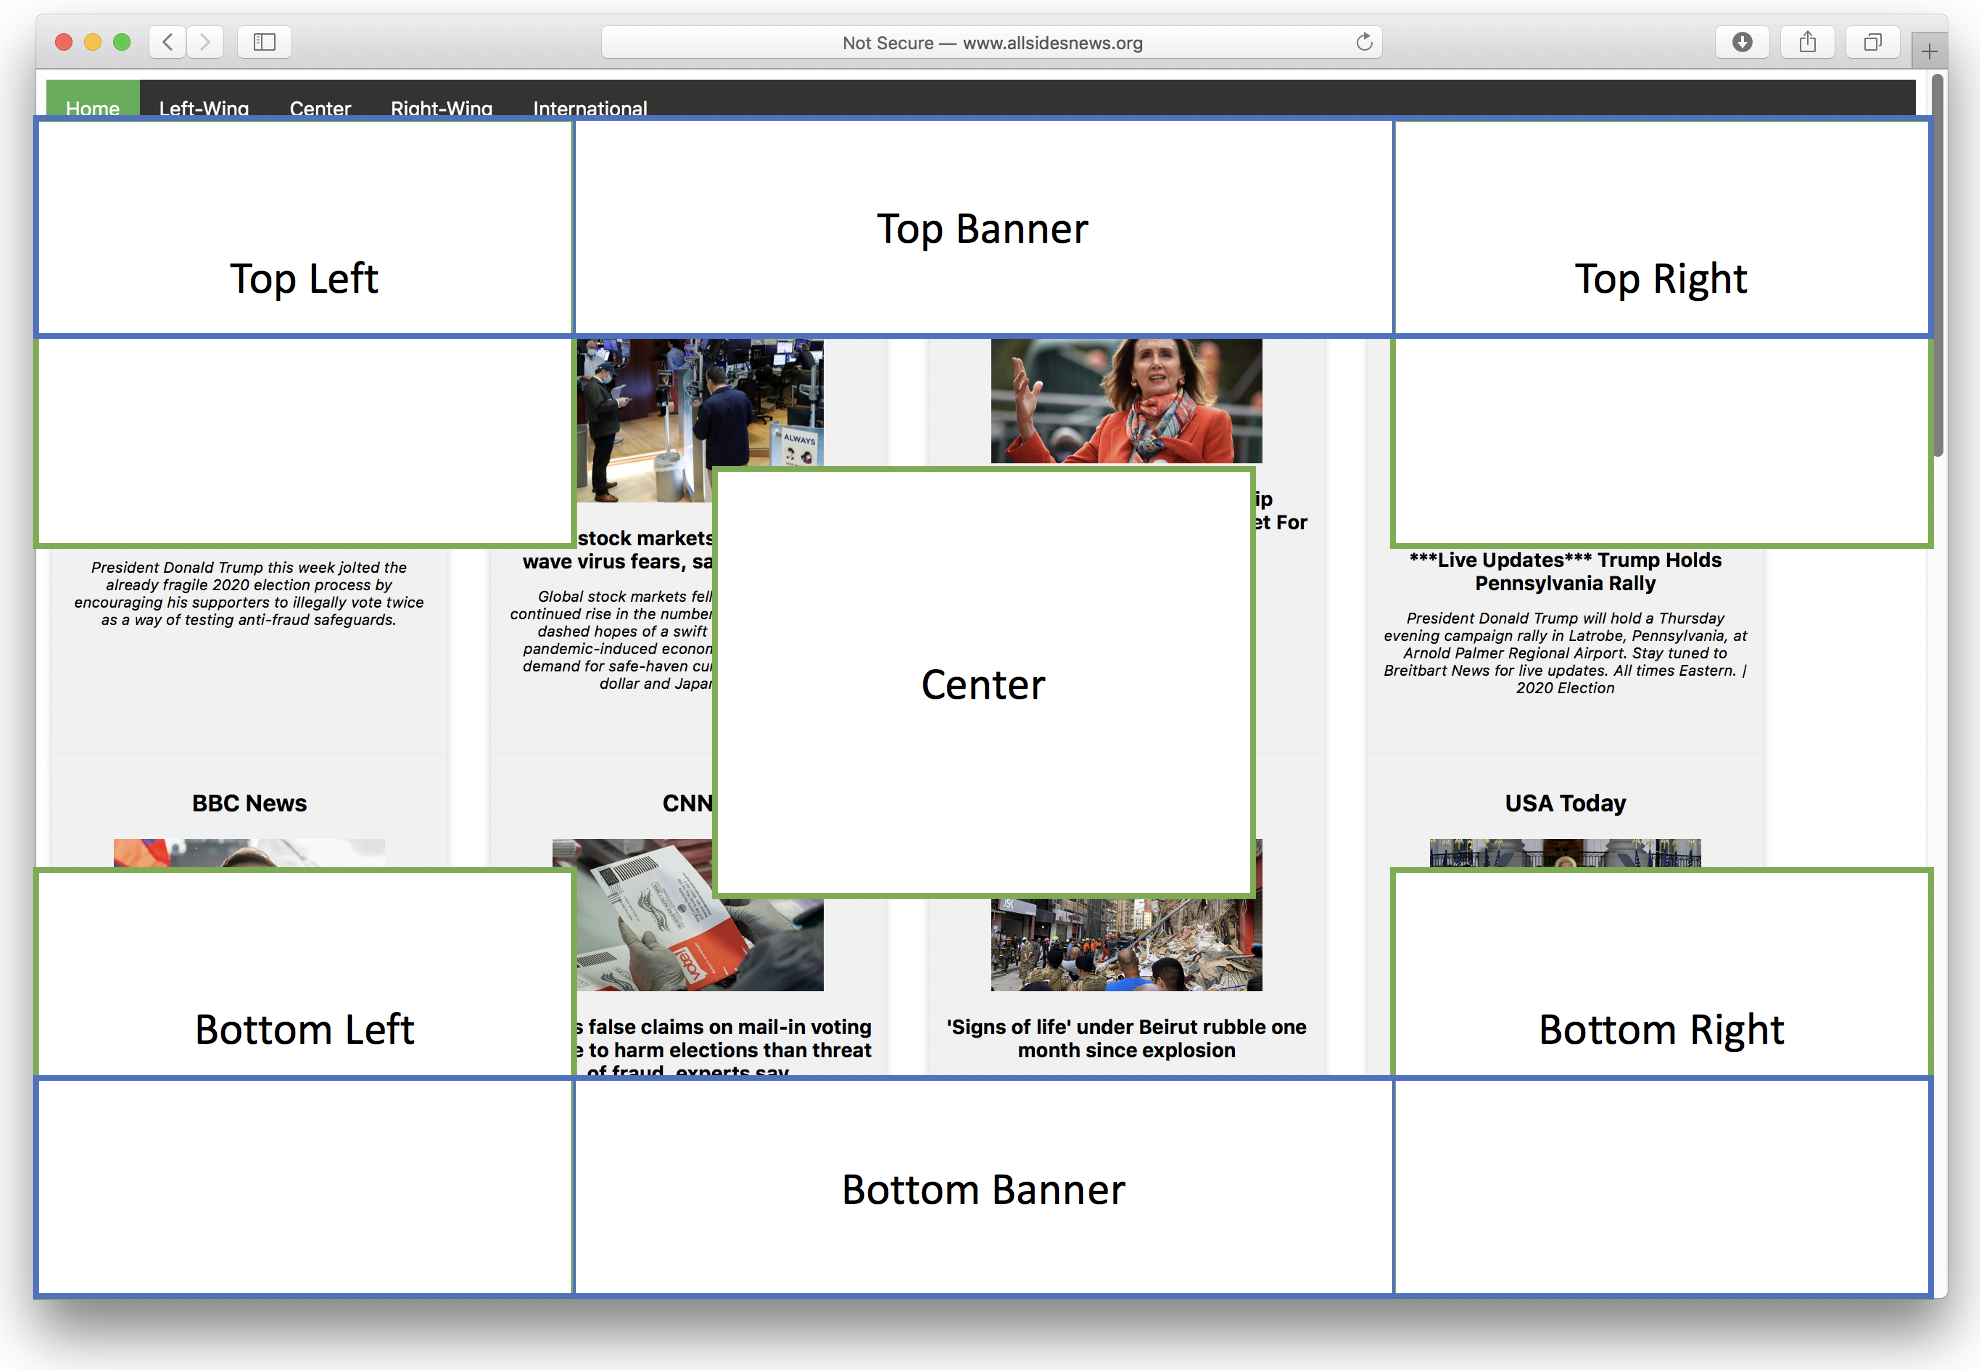 Not Secure — www.allsidesnews.org
Home Left-Wing Center Right-Wing International
Top Banner
Top Left
Top Right
ALWAYS
stock markets
wave virus fears, sa
Global stock markets fell
continued rise in the number
dashed hopes of a swift
pandemic-induced econom
demand for safe-haven cu
dollar and Japan
ip
et For
President Donald Trump this week jolted the
already fragile 2020 election process by
encouraging his supporters to illegally vote twice
as a way of testing anti-fraud safeguards.
***Live Updates*** Trump Holds
Pennsylvania Rally
President Donald Trump will hold a Thursday
evening campaign rally in Latrobe, Pennsylvania, at
Arnold Palmer Regional Airport. Stay tuned to
Breitbart News for live updates. All times Eastern. |
2020 Election
Center
BBC News
CNN
USA Today
vote!
Bottom Left
s false claims on mail-in voting
e to harm elections than threat
of fraud, experts say
'Signs of life' under Beirut rubble one
month since explosion
Bottom Right
Bottom Banner